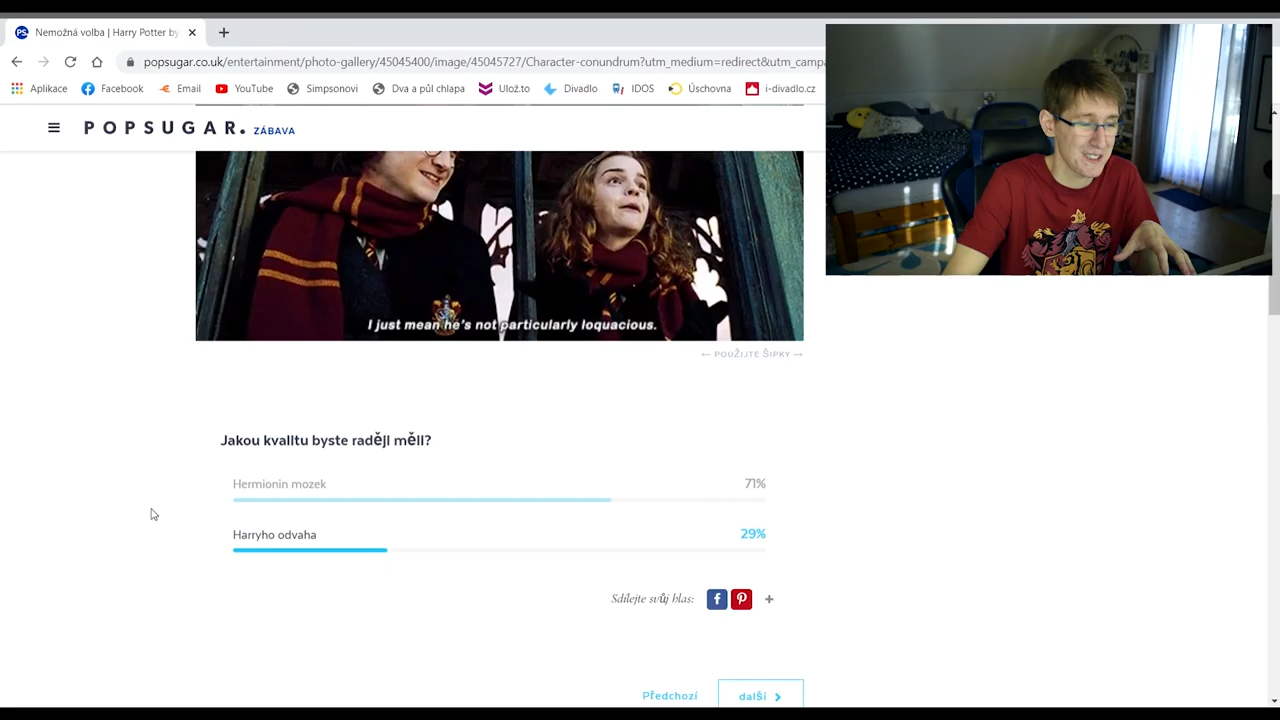 PS. Nemožná volba | Harry Potter by
popsugar.co.uk/entertainment/photo-gallery/45045400/image/45045727/Character-conundrum?utm_medium=redirect&utm_campa
Aplikace Facebook Email YouTube Simpsonovi Dva a půl chlapa Ulož.to Divadlo IDOS Úschovna i-divadlo.cz
POPSUGAR. ZÁBAVA
I just mean he's not particularly loquacious.
← POUŽIJTE ŠIPKY →
Jakou kvalitu byste raději měli?
Hermionin mozek 71%
Harryho odvaha 29%
Sdílejte svůj hlas:
Předchozí další